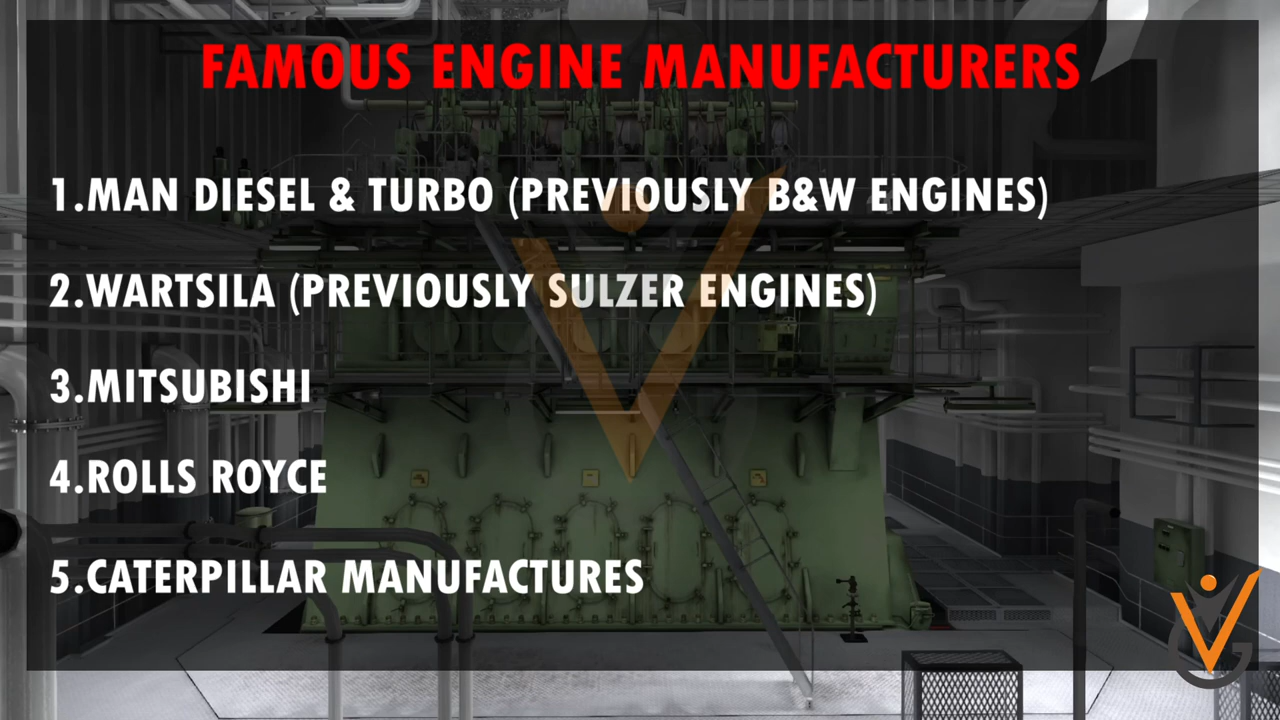 FAMOUS ENGINE MANUFACTURERS
1.MAN DIESEL & TURBO (PREVIOUSLY B&W ENGINES)
2.WARTSILA (PREVIOUSLY SULZER ENGINES)
3.MITSUBISHI
4.ROLLS ROYCE
5.CATERPILLAR MANUFACTURES